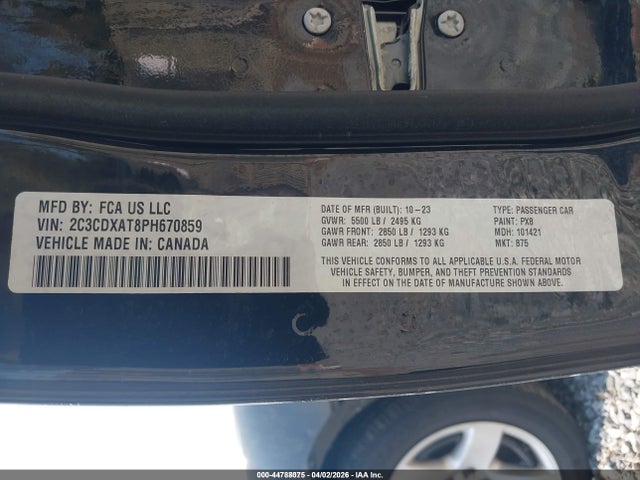 MFD BY: FCA US LLC
VIN: 2C3CDXAT8PH670859
VEHICLE MADE IN: CANADA
DATE OF MFR (BUILT): 10-23
GVWR: 5500 LB / 2495 KG
GAWR FRONT: 2850 LB / 1293 KG
GAWR REAR: 2850 LB / 1293 KG
TYPE: PASSENGER CAR
PAINT: PX8
MDH: 101421
MKT: 875
THIS VEHICLE CONFORMS TO ALL APPLICABLE U.S.A. FEDERAL MOTOR
VEHICLE SAFETY, BUMPER, AND THEFT PREVENTION STANDARDS
IN EFFECT ON THE DATE OF MANUFACTURE SHOWN ABOVE.
000-44788075 | 04/02/2026 | IAA Inc.